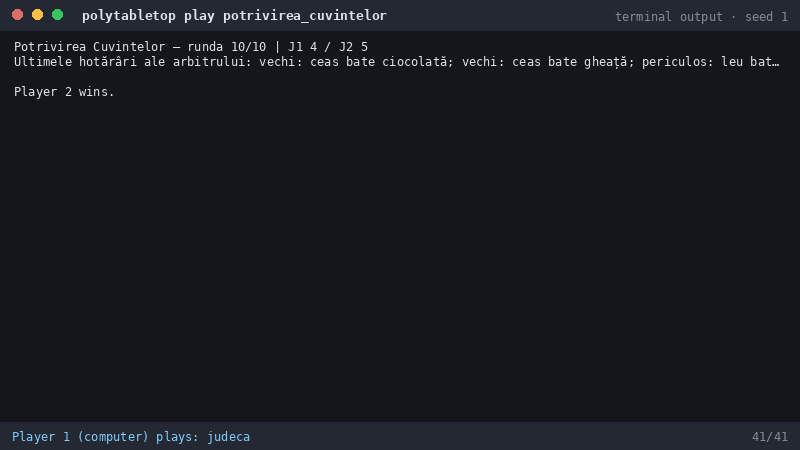 polytabletop play potrivirea_cuvintelor
terminal output · seed 1
Potrivirea Cuvintelor — runda 10/10 | J1 4 / J2 5
Ultimele hotărâri ale arbitrului: vechi: ceas bate ciocolată; vechi: ceas bate gheață; periculos: leu bat…
Player 2 wins.
Player 1 (computer) plays: judeca
41/41